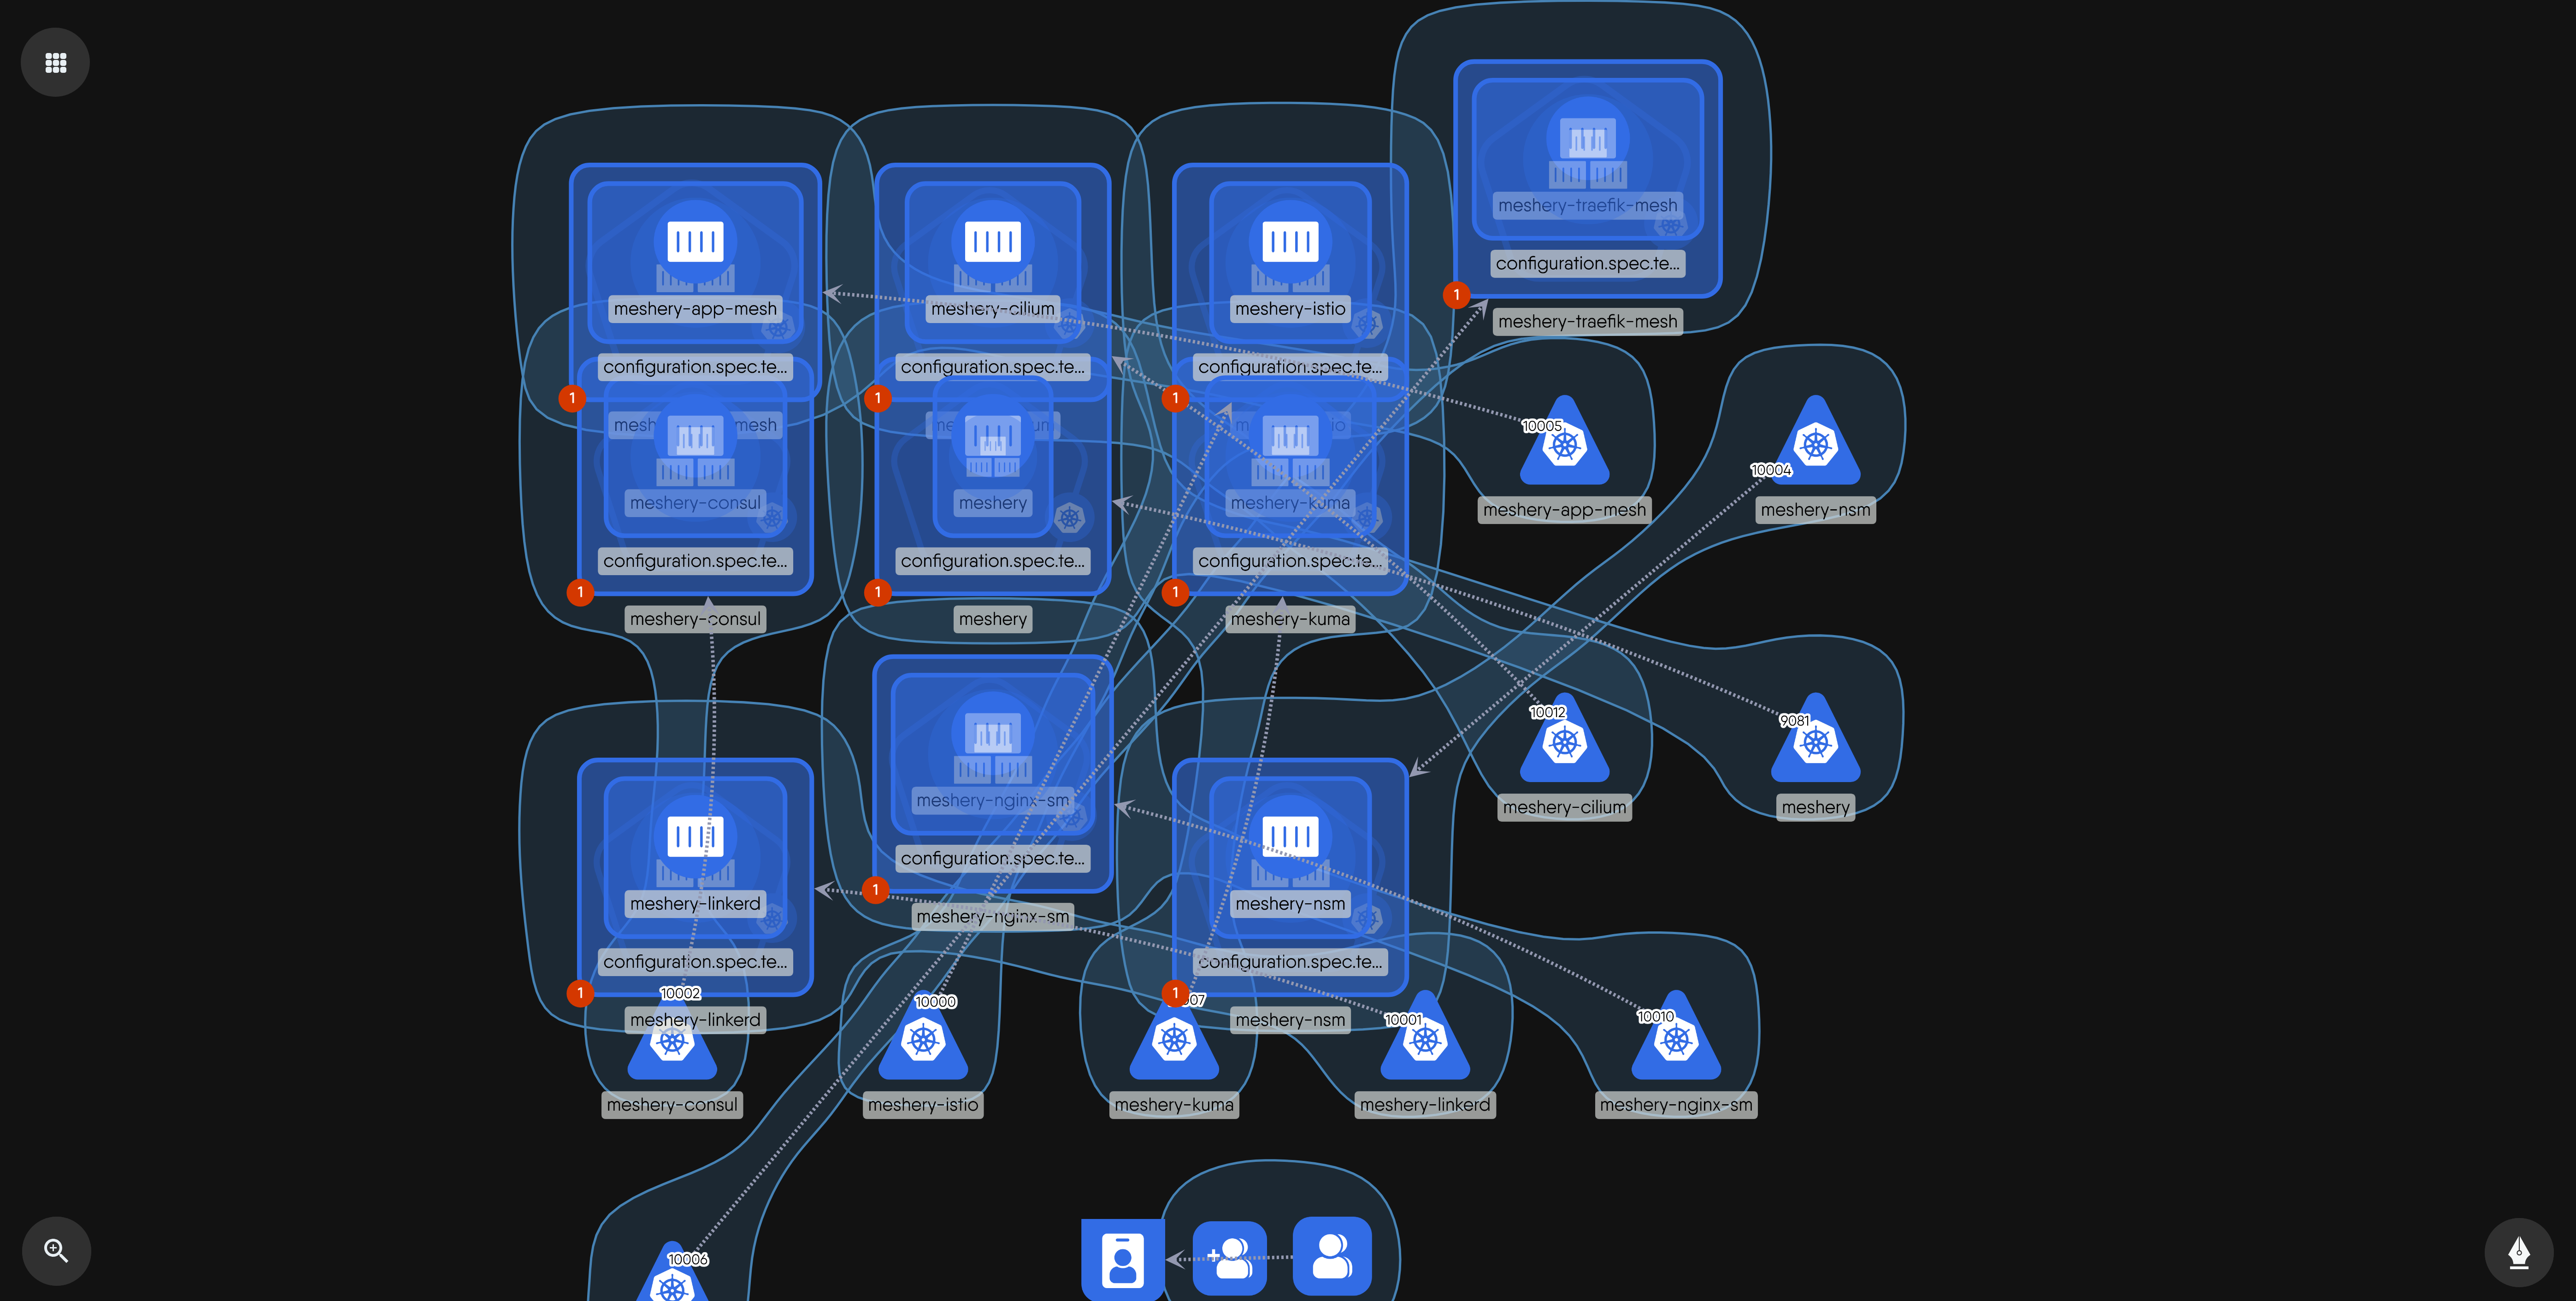 meshery-traefik-mesh
configuration.spec.te...
1
meshery-traefik-mesh
meshery-app-mesh
meshery-cilium
meshery-istio
configuration.spec.te...
configuration.spec.te...
configuration.spec.te...
1
1
1
10005
10004
meshery-consul
meshery
meshery-kuma
meshery-app-mesh
meshery-nsm
configuration.spec.te...
configuration.spec.te...
configuration.spec.te...
1
1
1
meshery-consul
meshery
meshery-kuma
10012
9081
meshery-nginx-sm
meshery-cilium
meshery
configuration.spec.te...
1
meshery-nginx-sm
meshery-linkerd
meshery-nsm
configuration.spec.te...
configuration.spec.te...
1
1
10002
10000
meshery-linkerd
meshery-nsm
10001
10010
meshery-consul
meshery-istio
meshery-kuma
meshery-linkerd
meshery-nginx-sm
10006